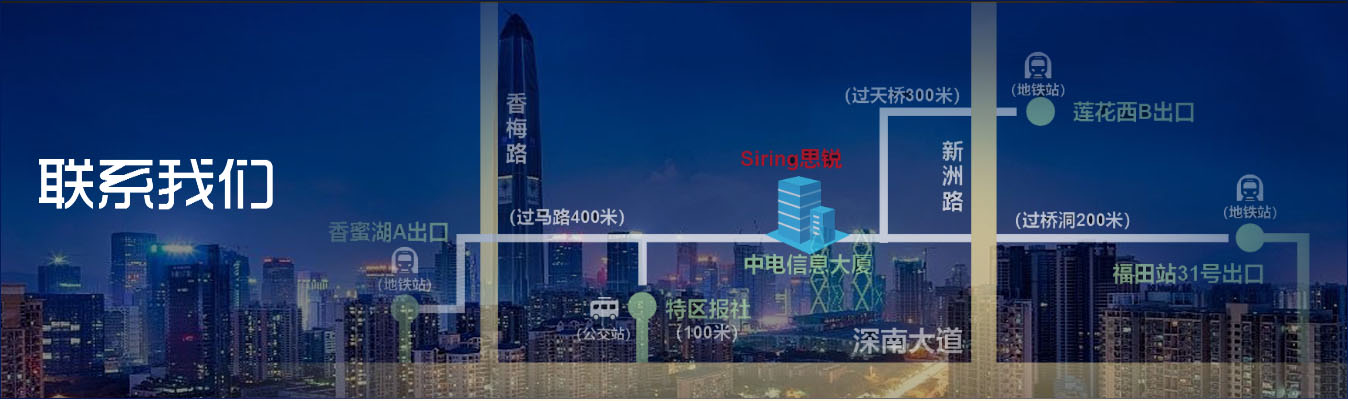 联系我们
香梅路
(过天桥300米)
(地铁站)
莲花西B出口
Siring思锐
新洲路
香蜜湖A出口
(过马路400米)
(过桥洞200米)
(地铁站)
(地铁站)
中电信息大厦
福田站31号出口
(公交站)
特区报社
(100米)
深南大道